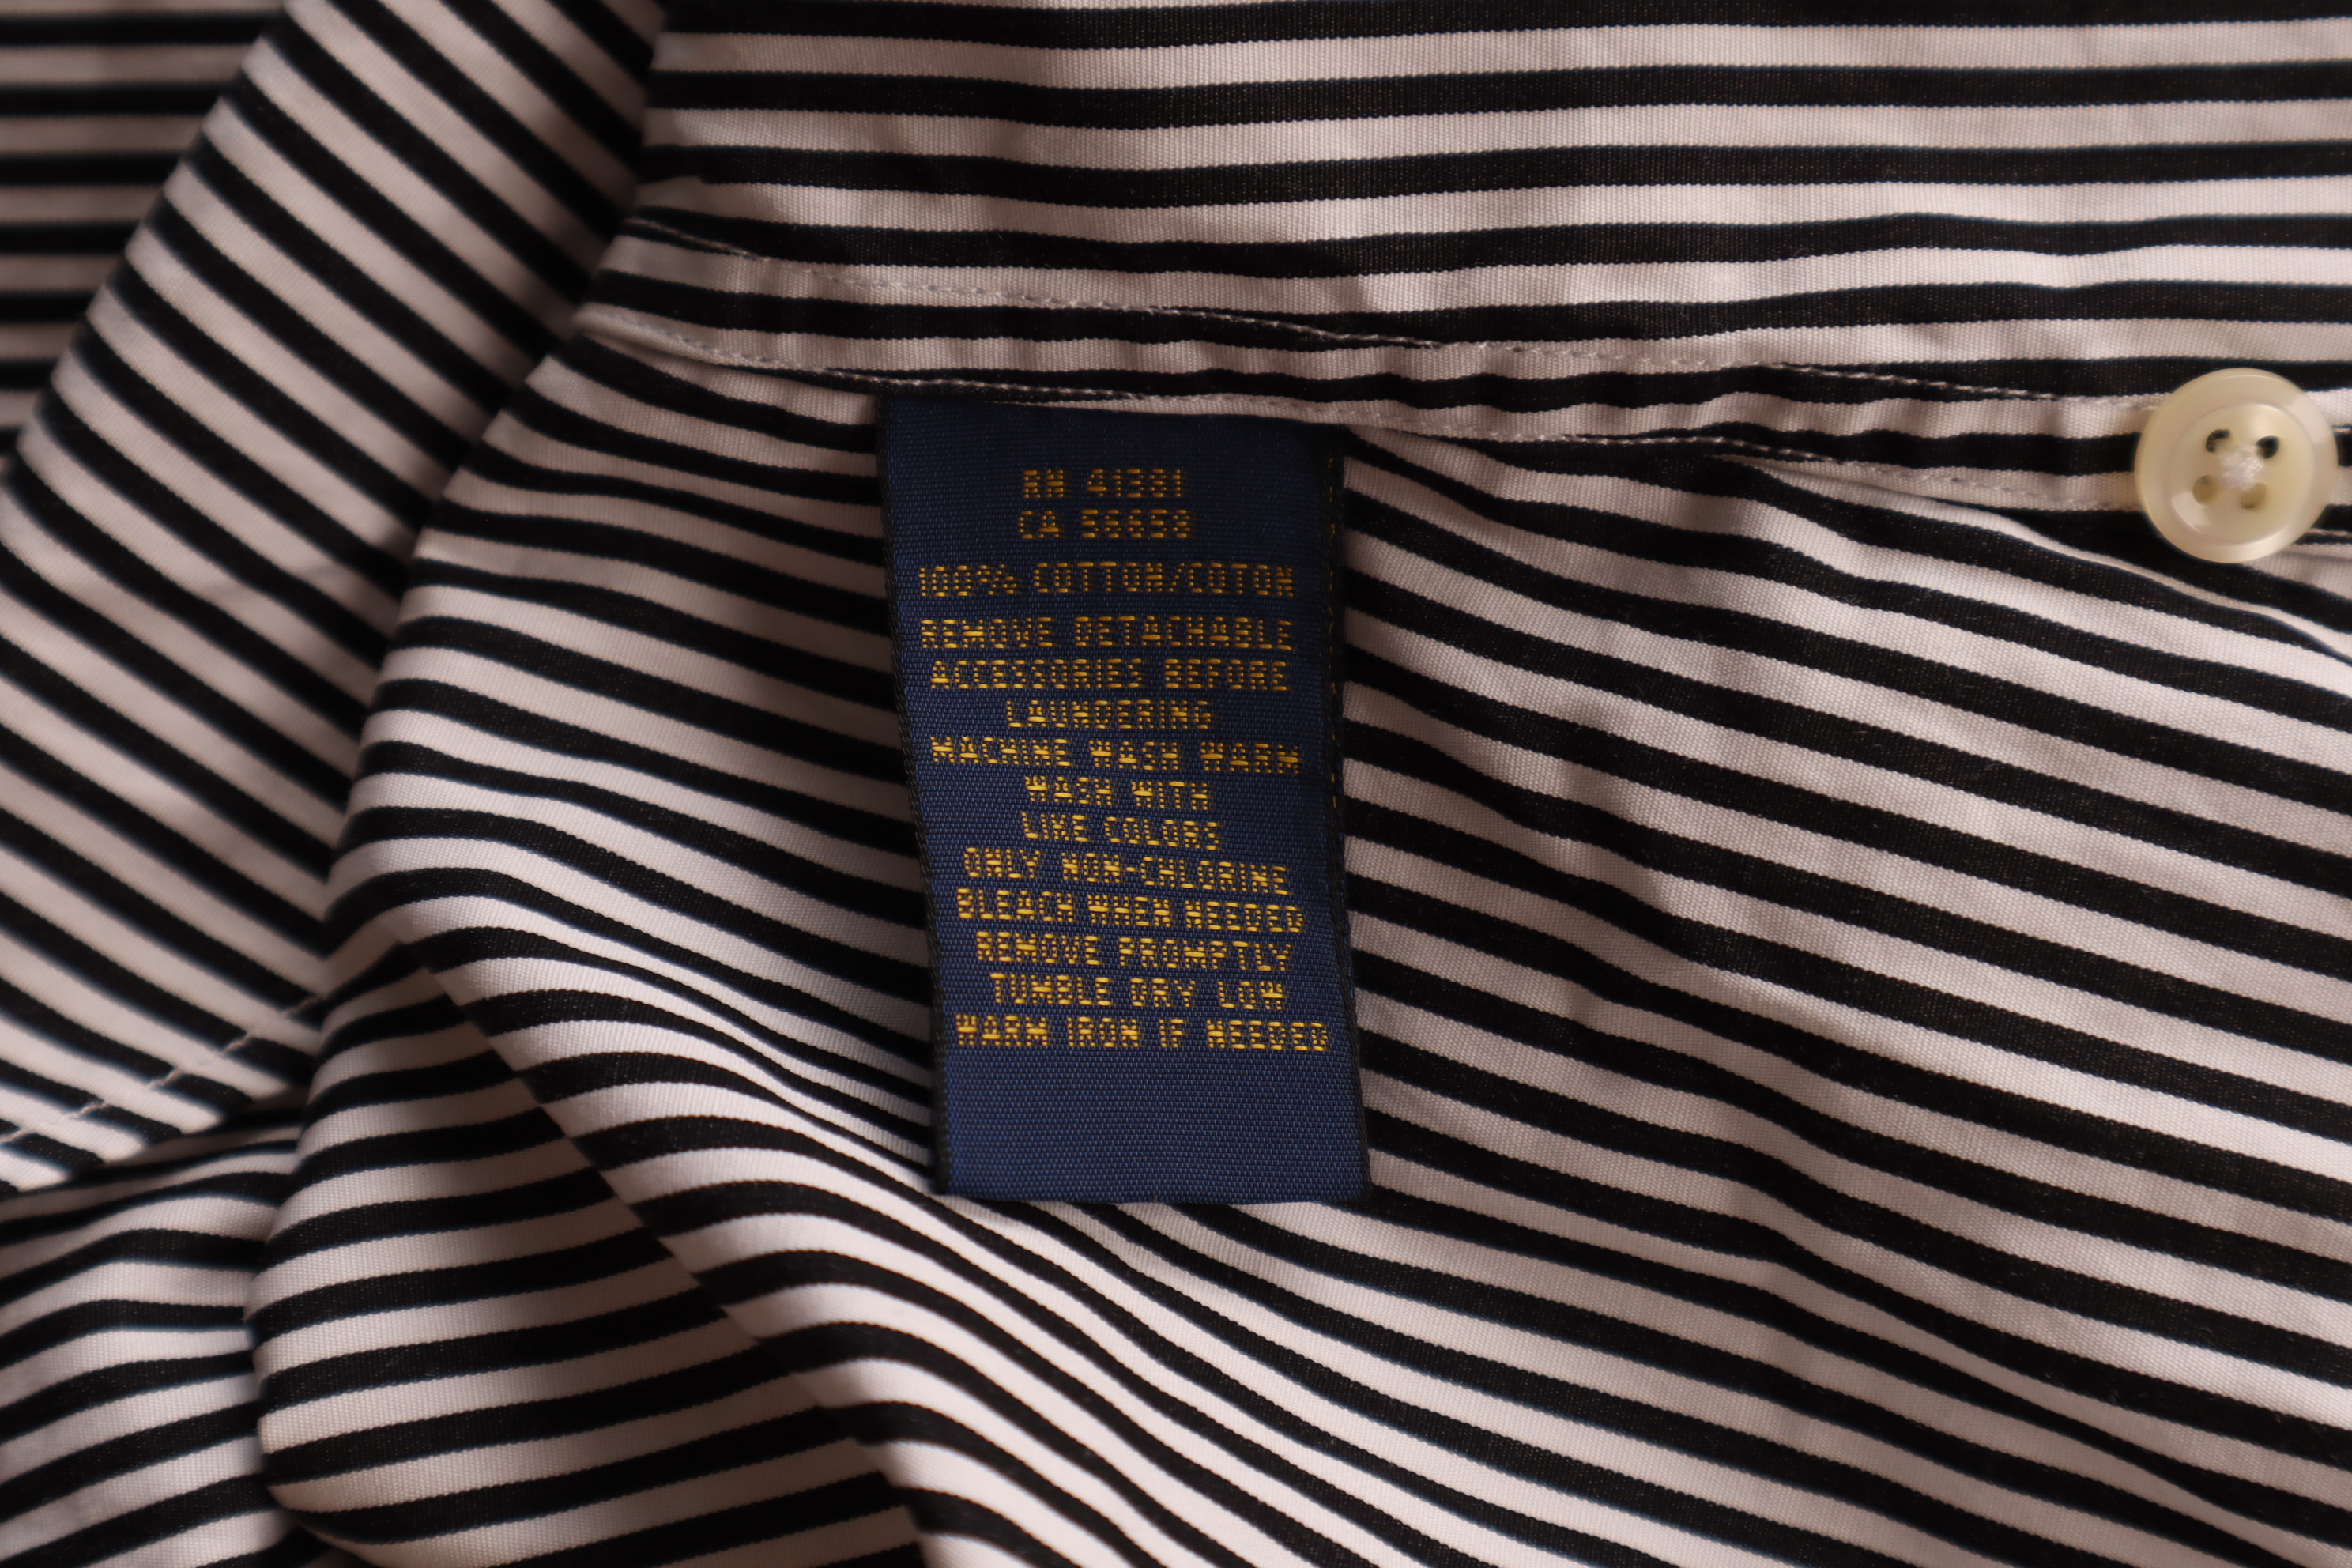 RN 41381
CA 56658
100% COTTON/COTON
REMOVE DETACHABLE
ACCESSORIES BEFORE
LAUNDERING
MACHINE WASH WARM
WASH WITH
LIKE COLORS
ONLY NON-CHLORINE
BLEACH WHEN NEEDED
REMOVE PROMPTLY
TUMBLE DRY LOW
WARM IRON IF NEEDED